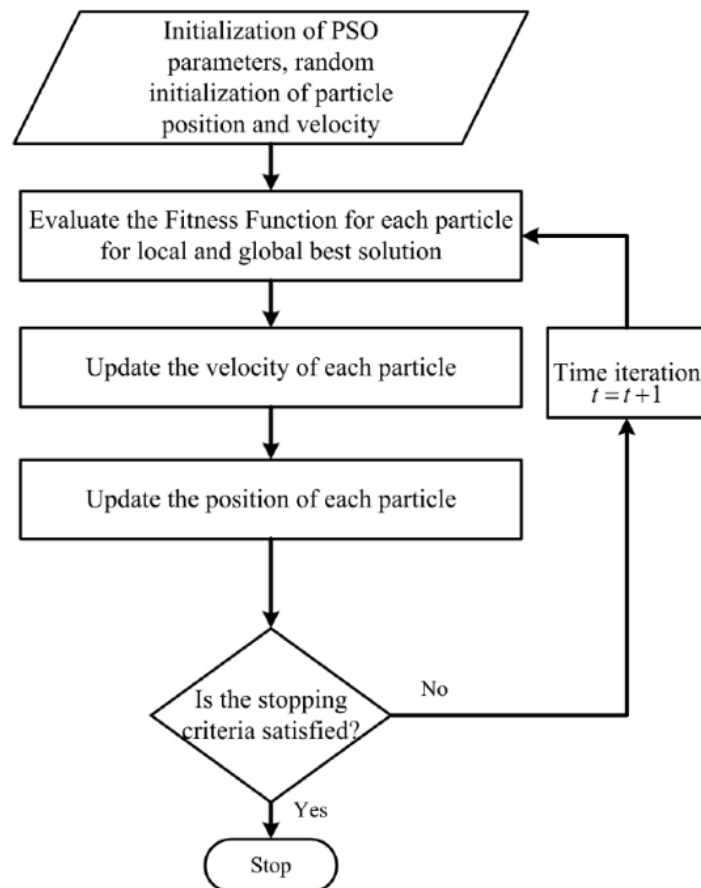 Initialization of PSO
parameters, random
initialization of particle
position and velocity
Evaluate the Fitness Function for each particle
for local and global best solution
Update the velocity of each particle
Time iteration
t = t+1
Update the position of each particle
Is the stopping
criteria satisfied?
No
Yes
Stop